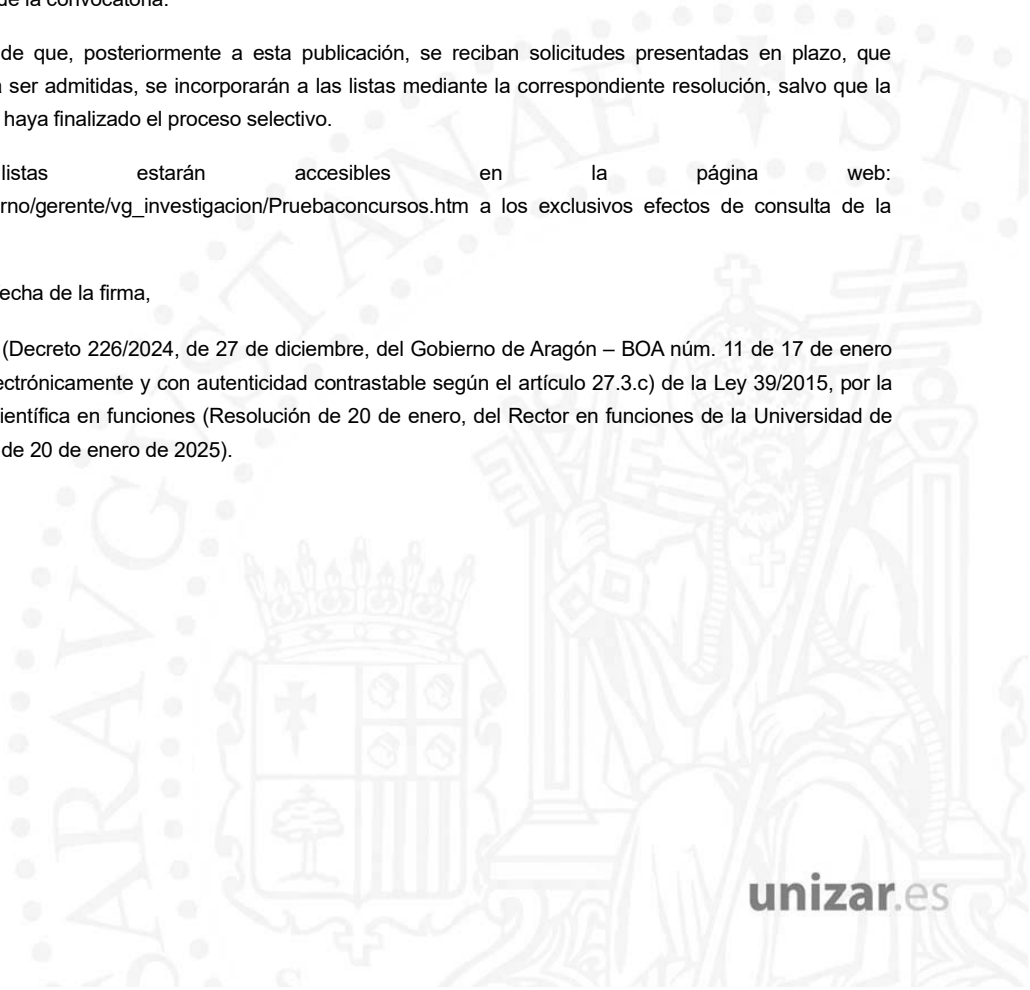 de la convocatoria.
de que, posteriormente a esta publicación, se reciban solicitudes presentadas en plazo, que
ser admitidas, se incorporarán a las listas mediante la correspondiente resolución, salvo que la
haya finalizado el proceso selectivo.
listas estarán accesibles en la página web:
rno/gerente/vg_investigacion/Pruebaconcursos.htm a los exclusivos efectos de consulta de la
echa de la firma,
(Decreto 226/2024, de 27 de diciembre, del Gobierno de Aragón – BOA núm. 11 de 17 de enero
ectrónicamente y con autenticidad contrastable según el artículo 27.3.c) de la Ley 39/2015, por la
ientífica en funciones (Resolución de 20 de enero, del Rector en funciones de la Universidad de
de 20 de enero de 2025).
ARAVGVSTANAE STV
unizar.es